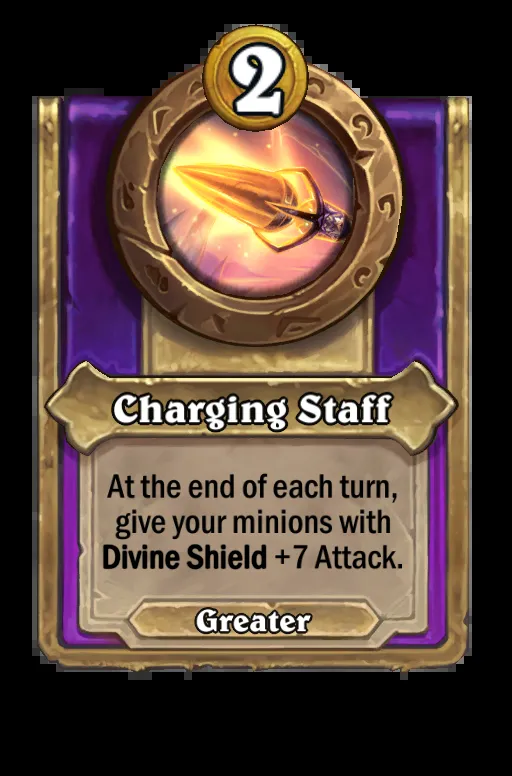 2
Charging Staff
At the end of each turn,
give your minions with
Divine Shield +7 Attack.
Greater